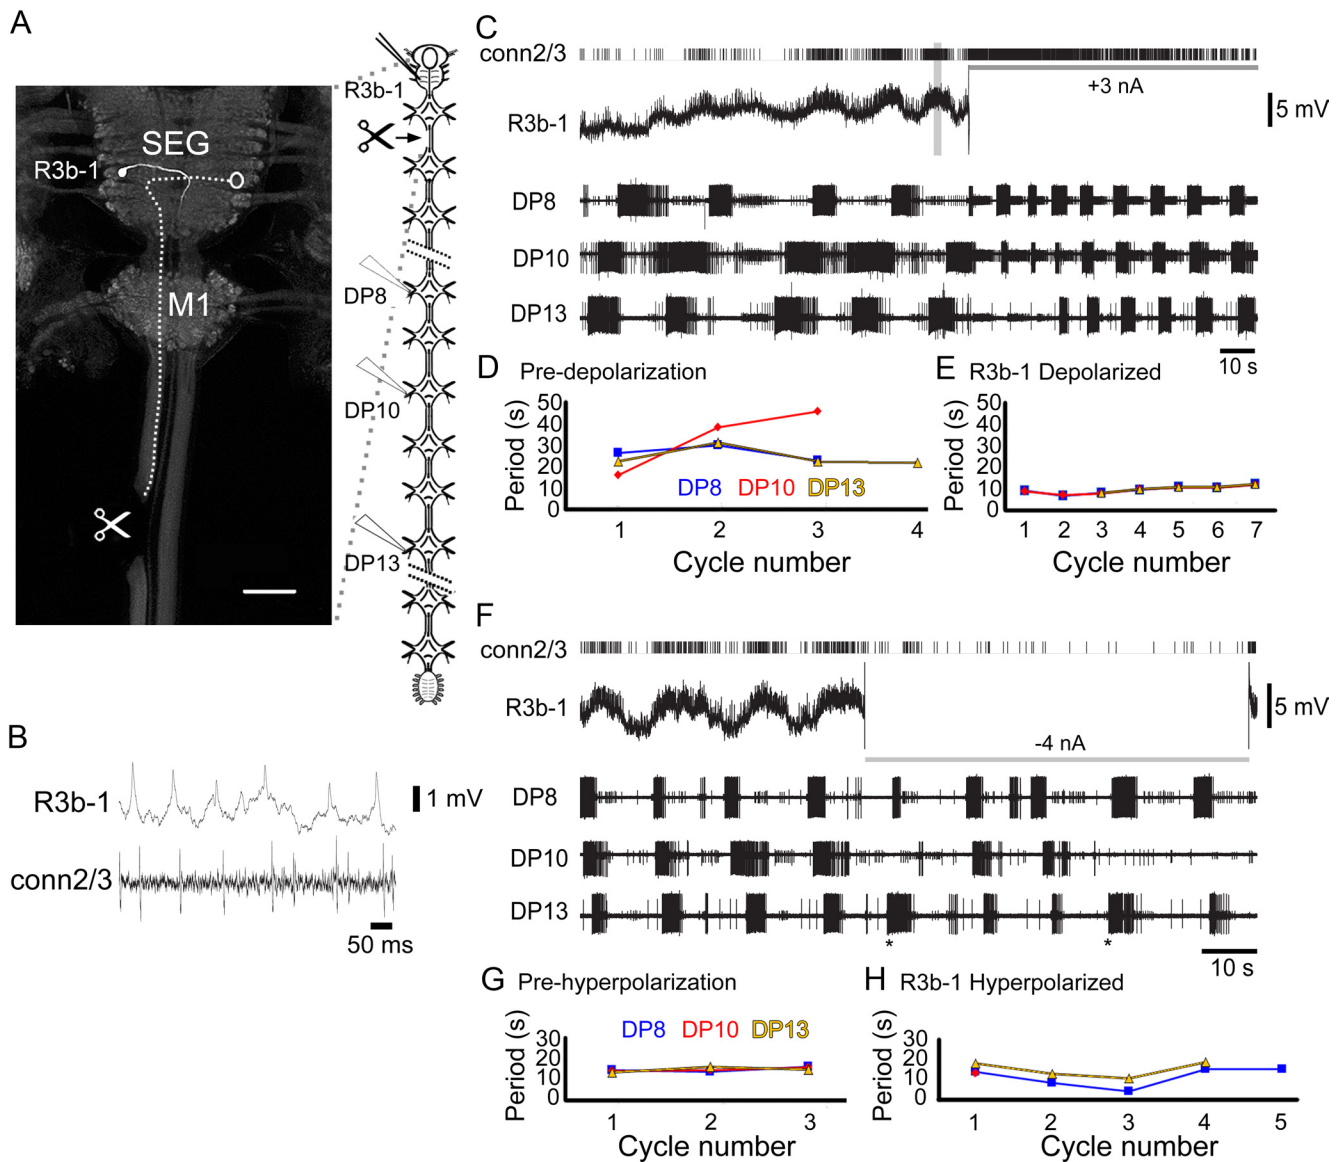 A
SEG
R3b-1
M1
R3b-1
DP8
DP10
DP13
B
R3b-1
1 mV
conn2/3
50 ms
C
conn2/3
+3 nA
R3b-1
5 mV
DP8
DP10
DP13
10 s
D Pre-depolarization
Period (s)
50
40
30
20
10
0
DP8 DP10 DP13
1 2 3 4
Cycle number
E R3b-1 Depolarized
Period (s)
50
40
30
20
10
0
1 2 3 4 5 6 7
Cycle number
F
conn2/3
R3b-1
5 mV
-4 nA
DP8
DP10
DP13
* *
10 s
G Pre-hyperpolarization
Period (s)
30
20
10
0
DP8 DP10 DP13
1 2 3
Cycle number
H R3b-1 Hyperpolarized
Period (s)
30
20
10
0
1 2 3 4 5
Cycle number